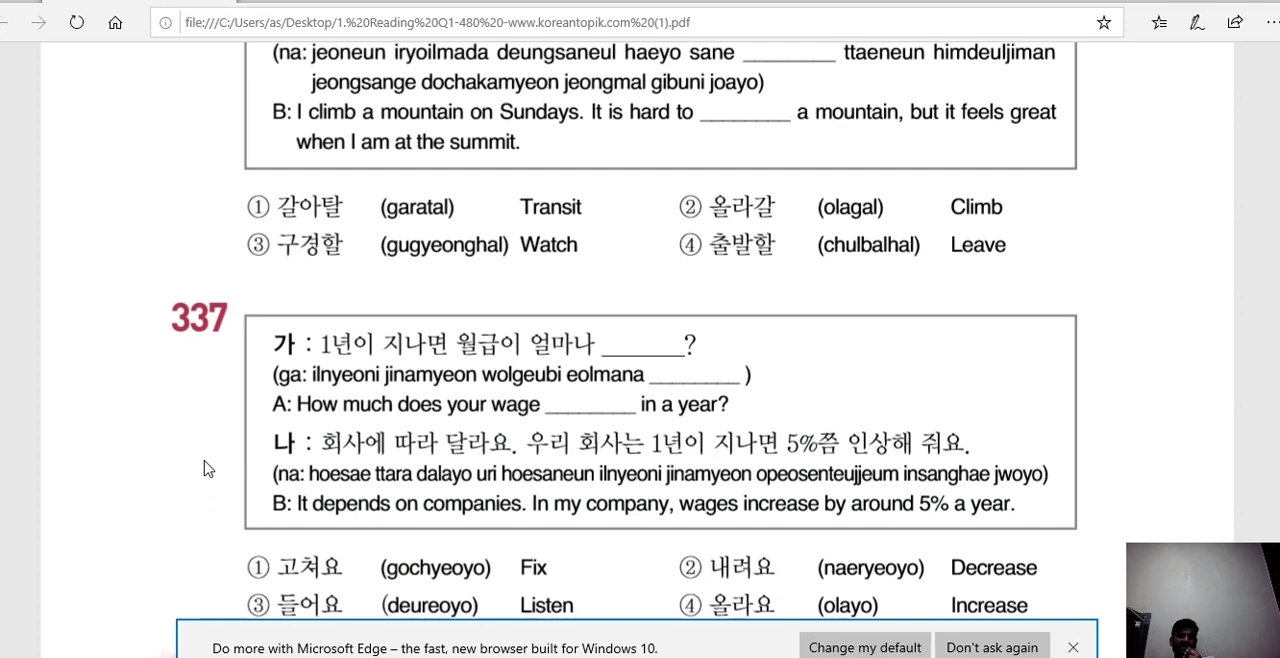 file:///C:/Users/as/Desktop/1.%20Reading%20Q1-480%20-www.koreantopik.com%20(1).pdf
(na: jeoneun iryoilmada deungsaneul haeyo sane ________ ttaeneun himdeuljiman
jeongsange dochakamyeon jeongmal gibuni joayo)
B: I climb a mountain on Sundays. It is hard to ________ a mountain, but it feels great
when I am at the summit.
① 갈아탈 (garatal) Transit ② 올라갈 (olagal) Climb
③ 구경할 (gugyeonghal) Watch ④ 출발할 (chulbalhal) Leave
337
가 : 1년이 지나면 월급이 얼마나 _______?
(ga: ilnyeoni jinamyeon wolgeubi eolmana ________ )
A: How much does your wage ________ in a year?
나 : 회사에 따라 달라요. 우리 회사는 1년이 지나면 5%쯤 인상해 줘요.
(na: hoesae ttara dalayo uri hoesaneun ilnyeoni jinamyeon opeosenteujjeum insanghae jwoyo)
B: It depends on companies. In my company, wages increase by around 5% a year.
① 고쳐요 (gochyeoyo) Fix ② 내려요 (naeryeoyo) Decrease
③ 들어요 (deureoyo) Listen ④ 올라요 (olayo) Increase
Do more with Microsoft Edge – the fast, new browser built for Windows 10. Change my default Don't ask again